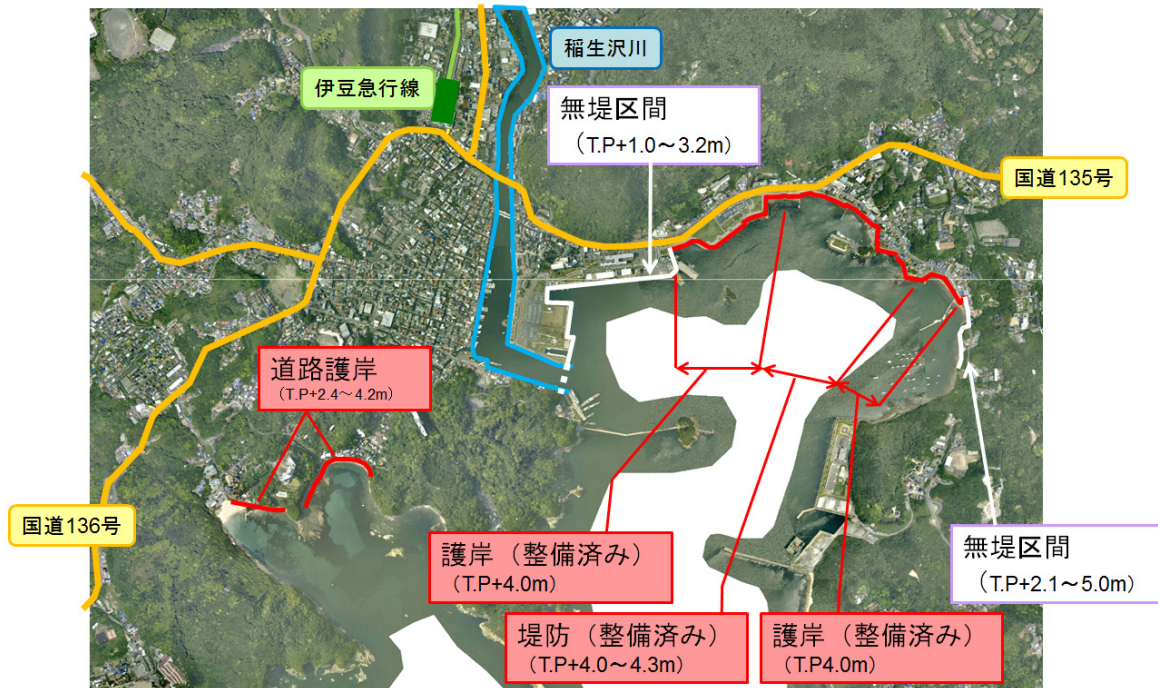 稲生沢川
伊豆急行線
無堤区間
(T.P+1.0～3.2m)
国道135号
道路護岸
(T.P+2.4～4.2m)
国道136号
護岸（整備済み）
(T.P+4.0m)
無堤区間
(T.P+2.1～5.0m)
堤防（整備済み）
(T.P+4.0～4.3m)
護岸（整備済み）
(T.P4.0m)